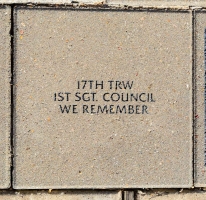 17TH TRW
1ST SGT. COUNCIL
WE REMEMBER